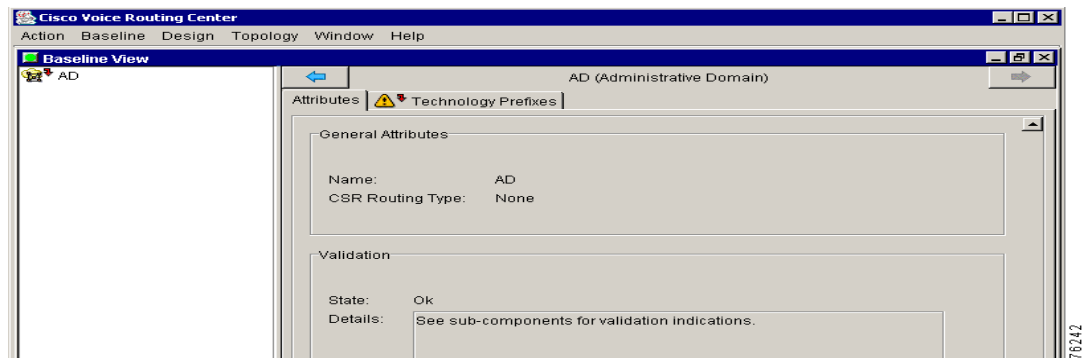 Cisco Voice Routing Center
Action Baseline Design Topology Window Help
Baseline View
AD
AD (Administrative Domain)
Attributes Technology Prefixes
General Attributes
Name: AD
CSR Routing Type: None
Validation
State: Ok
Details: See sub-components for validation indications.
76242